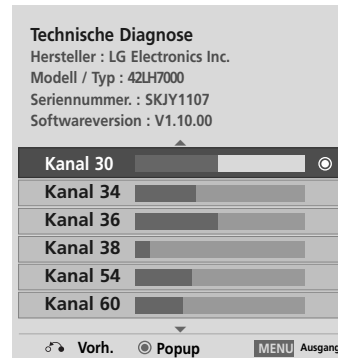 Technische Diagnose
Hersteller : LG Electronics Inc.
Modell / Typ : 42LH7000
Seriennummer. : SKJY1107
Softwareversion : V1.10.00
Kanal 30
Kanal 34
Kanal 36
Kanal 38
Kanal 54
Kanal 60
Vorh. Popup MENU Ausgang